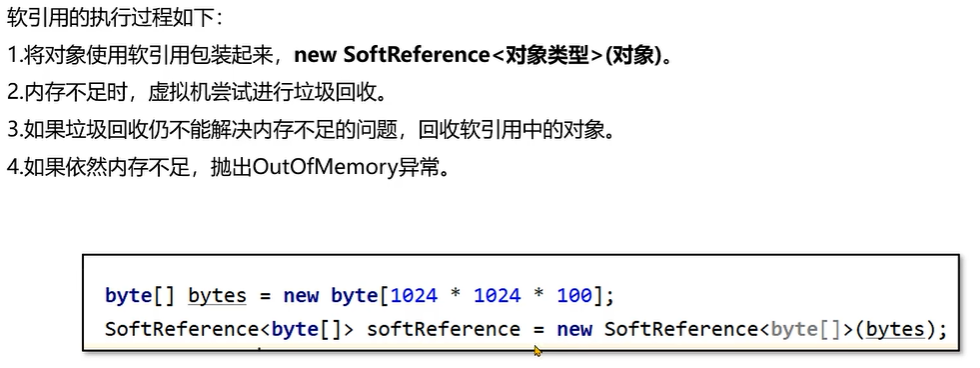 软引用的执行过程如下：
1.将对象使用软引用包装起来，new SoftReference<对象类型>(对象)。
2.内存不足时，虚拟机尝试进行垃圾回收。
3.如果垃圾回收仍不能解决内存不足的问题，回收软引用中的对象。
4.如果依然内存不足，抛出OutOfMemory异常。
byte[] bytes = new byte[1024 * 1024 * 100];
SoftReference<byte[]> softReference = new SoftReference<byte[]>(bytes);